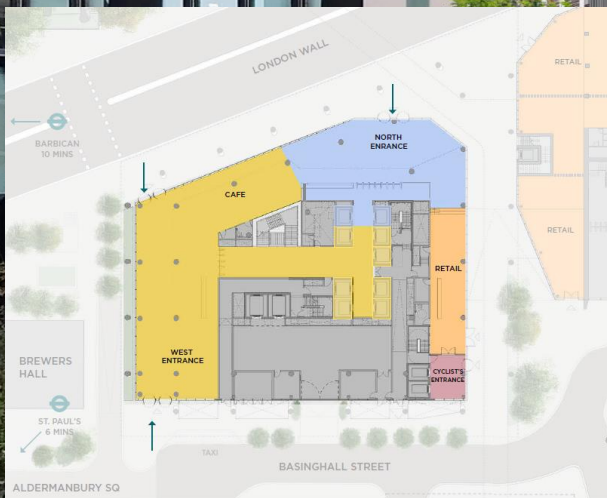 LONDON WALL
RETAIL
BARBICAN
10 MINS
NORTH
ENRANCE
CAFE
RETAIL
RETAIL
WEST
ENTRANCE
BREWERS
HALL
CYCLIST'S
ENTRANCE
ST. PAUL'S
6 MINS
TAXI
BASINGHALL STREET
ALDERMANBURY SQ